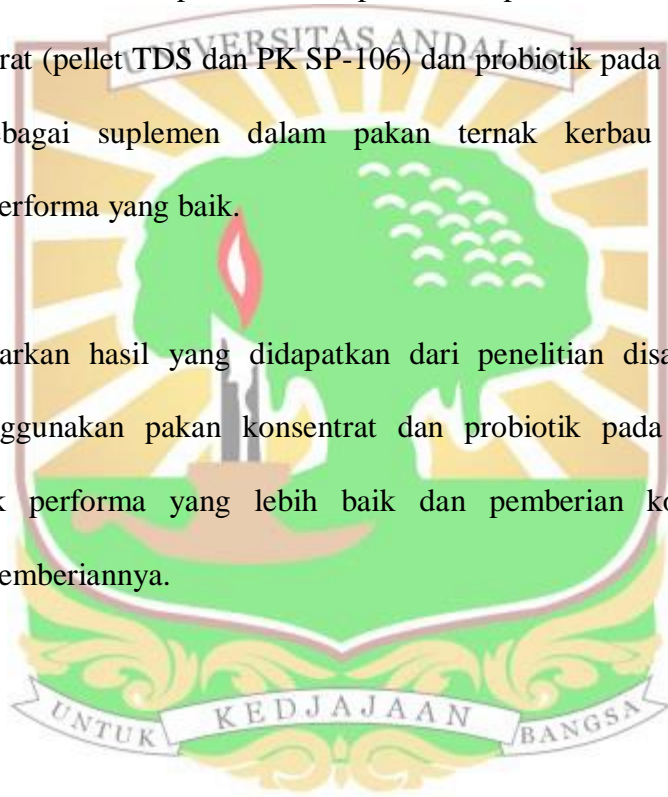 rat (pellet TDS dan PK SP-106) dan probiotik pada
UNIVERSITAS ANDALAS
ebagai suplemen dalam pakan ternak kerbau
erforma yang baik.
arkan hasil yang didapatkan dari penelitian disa
ggunakan pakan konsentrat dan probiotik pada
k performa yang lebih baik dan pemberian ko
emberiannya.
UNTUK KEDJAJAAN BANGSA